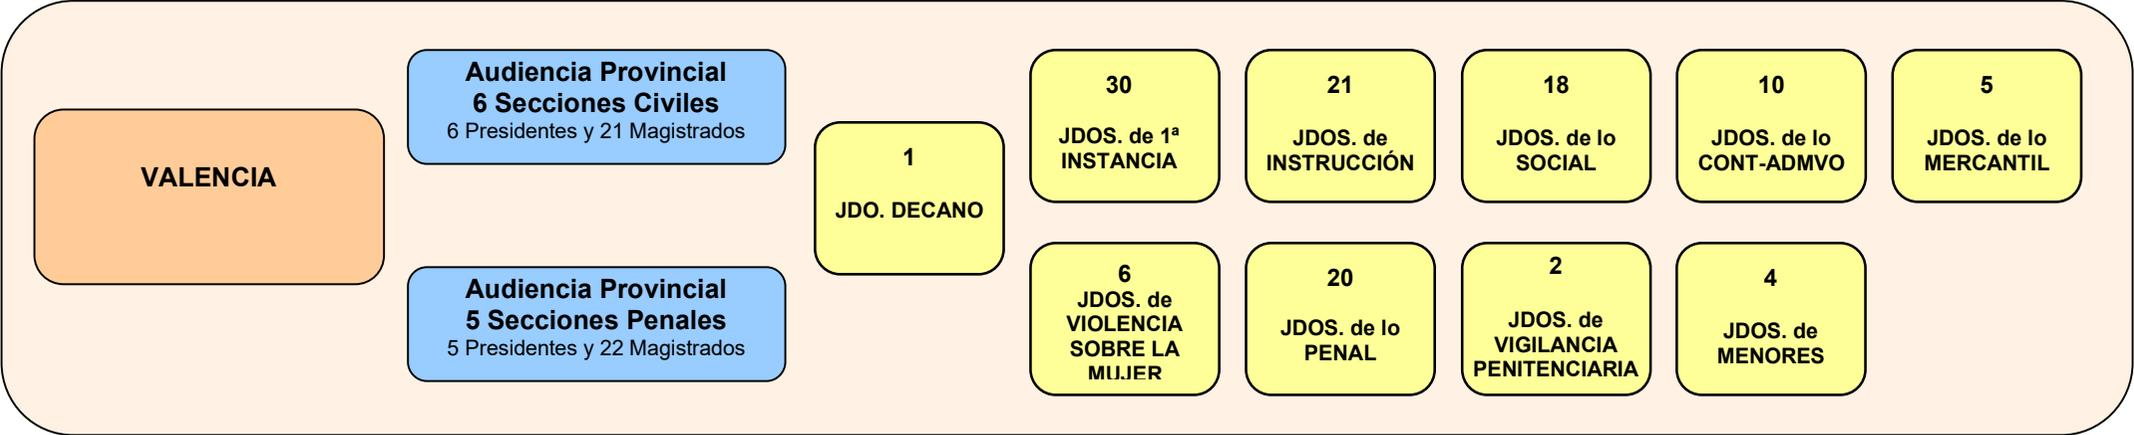 VALENCIA
Audiencia Provincial
6 Secciones Civiles
6 Presidentes y 21 Magistrados
Audiencia Provincial
5 Secciones Penales
5 Presidentes y 22 Magistrados
1
JDO. DECANO
30
JDOS. de 1ª
INSTANCIA
21
JDOS. de
INSTRUCCIÓN
18
JDOS. de lo
SOCIAL
10
JDOS. de lo
CONT-ADMVO
5
JDOS. de lo
MERCANTIL
6
JDOS. de
VIOLENCIA
SOBRE LA
MUJER
20
JDOS. de lo
PENAL
2
JDOS. de
VIGILANCIA
PENITENCIARIA
4
JDOS. de
MENORES